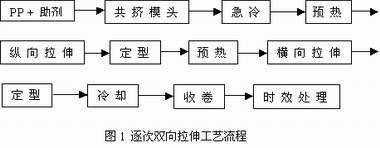 PP+助剂 共挤模头 急冷 预热
纵向拉伸 定型 预热 横向拉伸
定型 冷却 收卷 时效处理
图1 逐次双向拉伸工艺流程